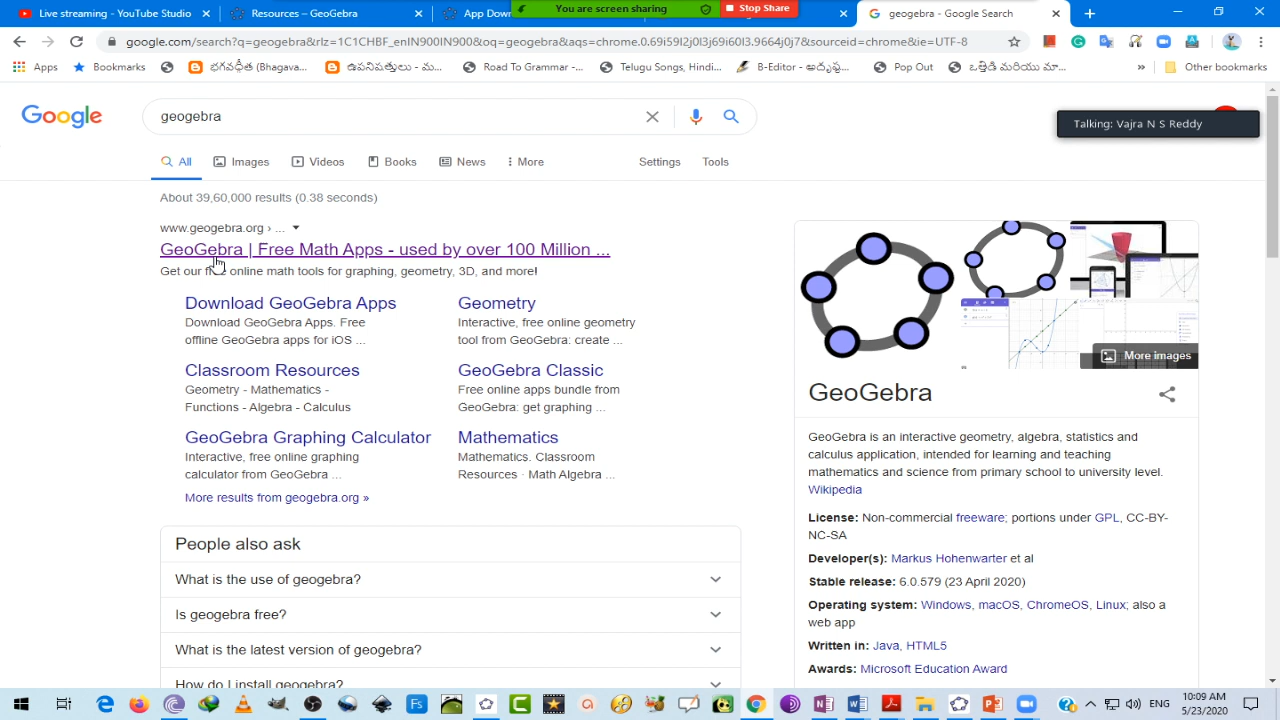 Live streaming - YouTube Studio
Resources – GeoGebra
App Down
You are screen sharing
Stop Share
geogebra - Google Search
google.com/search?q=geogebra&rlz=1C1CHBF_enIN900IN900&oq=geogebra&aqs=chrome.0.69i59l2j0l3j69i60l3.9664j0j7&sourceid=chrome&ie=UTF-8
Apps
Bookmarks
భగవద్గీత (Bhagava...
ఉపనిషత్తులు - ము...
Road To Grammar -...
Telugu Songs, Hindi...
B-Editor - అధ్భుత...
Pop Out
ఒత్తిడి మరియు మా...
»
Other bookmarks
Google
geogebra
Talking: Vajra N S Reddy
All
Images
Videos
Books
News
More
Settings
Tools
About 39,60,000 results (0.38 seconds)
www.geogebra.org › ...
GeoGebra | Free Math Apps - used by over 100 Million ...
Get our free online math tools for graphing, geometry, 3D, and more!
Download GeoGebra Apps
Download GeoGebra Apps. Free
offline GeoGebra apps for iOS ...
Geometry
Interactive, free online geometry
tool from GeoGebra: create ...
Classroom Resources
Geometry - Mathematics -
Functions - Algebra - Calculus
GeoGebra Classic
Free online apps bundle from
GeoGebra: get graphing ...
GeoGebra Graphing Calculator
Interactive, free online graphing
calculator from GeoGebra ...
Mathematics
Mathematics. Classroom
Resources · Math Algebra ...
More results from geogebra.org »
People also ask
What is the use of geogebra?
Is geogebra free?
What is the latest version of geogebra?
How do I install geogebra?
More images
GeoGebra
GeoGebra is an interactive geometry, algebra, statistics and
calculus application, intended for learning and teaching
mathematics and science from primary school to university level.
Wikipedia
License: Non-commercial freeware; portions under GPL, CC-BY-
NC-SA
Developer(s): Markus Hohenwarter et al
Stable release: 6.0.579 (23 April 2020)
Operating system: Windows, macOS, ChromeOS, Linux; also a
web app
Written in: Java, HTML5
Awards: Microsoft Education Award
ENG
10:09 AM
5/23/2020